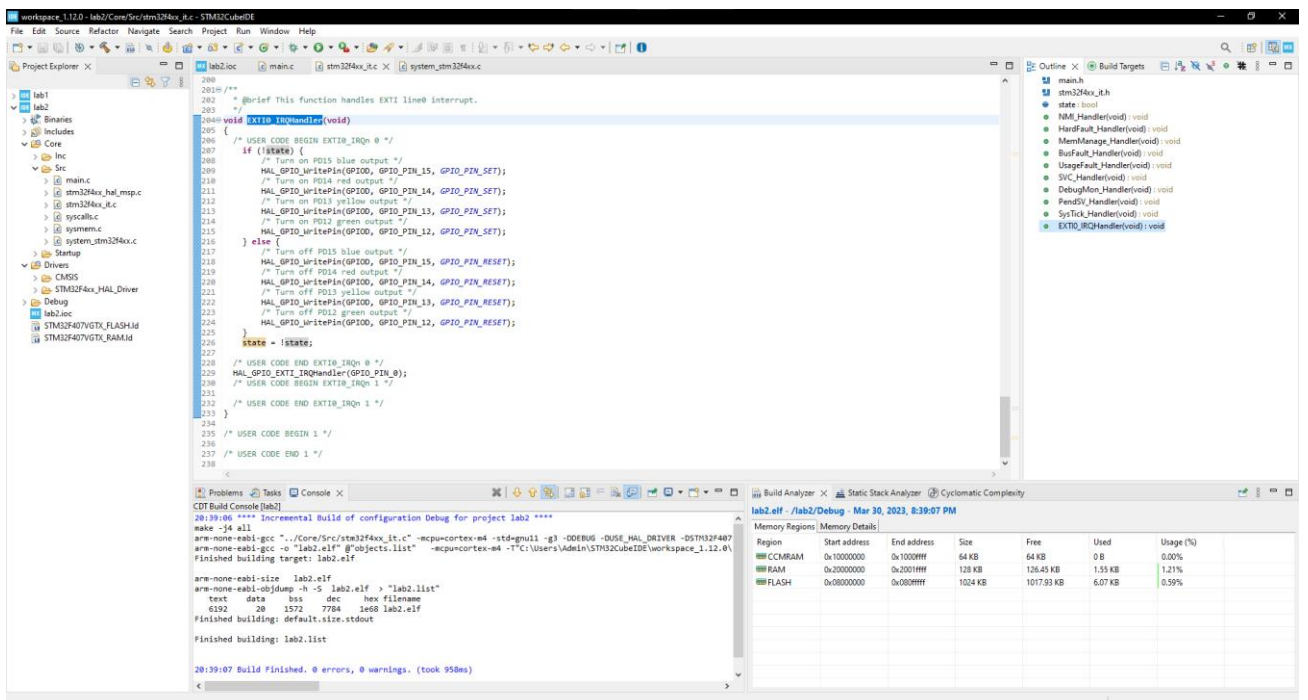 workspace_1.12.0 - lab2/Core/Src/stm32f4xx_it.c - STM32CubeIDE
File Edit Source Refactor Navigate Search Project Run Window Help
Project Explorer
lab1
lab2
Binaries
Includes
Core
Inc
Src
main.c
stm32f4xx_hal_msp.c
stm32f4xx_it.c
syscalls.c
sysmem.c
system_stm32f4xx.c
Startup
Drivers
CMSIS
STM32F4xx_HAL_Driver
Debug
lab2.ioc
STM32F407VGTX_FLASH.ld
STM32F407VGTX_RAM.ld
lab2.ioc main.c stm32f4xx_it.c system_stm32f4xx.c
200
201 /**
202 * @brief This function handles EXTI line0 interrupt.
203 */
204 void EXTI0_IRQHandler(void)
205 {
206 /* USER CODE BEGIN EXTI0_IRQn 0 */
207 if (!state) {
208 /* Turn on PD15 blue output */
209 HAL_GPIO_WritePin(GPIOD, GPIO_PIN_15, GPIO_PIN_SET);
210 /* Turn on PD14 red output */
211 HAL_GPIO_WritePin(GPIOD, GPIO_PIN_14, GPIO_PIN_SET);
212 /* Turn on PD13 yellow output */
213 HAL_GPIO_WritePin(GPIOD, GPIO_PIN_13, GPIO_PIN_SET);
214 /* Turn on PD12 green output */
215 HAL_GPIO_WritePin(GPIOD, GPIO_PIN_12, GPIO_PIN_SET);
216 } else {
217 /* Turn off PD15 blue output */
218 HAL_GPIO_WritePin(GPIOD, GPIO_PIN_15, GPIO_PIN_RESET);
219 /* Turn off PD14 red output */
220 HAL_GPIO_WritePin(GPIOD, GPIO_PIN_14, GPIO_PIN_RESET);
221 /* Turn off PD13 yellow output */
222 HAL_GPIO_WritePin(GPIOD, GPIO_PIN_13, GPIO_PIN_RESET);
223 /* Turn off PD12 green output */
224 HAL_GPIO_WritePin(GPIOD, GPIO_PIN_12, GPIO_PIN_RESET);
225 }
226 state = !state;
227
228 /* USER CODE END EXTI0_IRQn 0 */
229 HAL_GPIO_EXTI_IRQHandler(GPIO_PIN_0);
230 /* USER CODE BEGIN EXTI0_IRQn 1 */
231
232 /* USER CODE END EXTI0_IRQn 1 */
233 }
234
235 /* USER CODE BEGIN 1 */
236
237 /* USER CODE END 1 */
238
Outline Build Targets
main.h
stm32f4xx_it.h
state : bool
NMI_Handler(void) : void
HardFault_Handler(void) : void
MemManage_Handler(void) : void
BusFault_Handler(void) : void
UsageFault_Handler(void) : void
SVC_Handler(void) : void
DebugMon_Handler(void) : void
PendSV_Handler(void) : void
SysTick_Handler(void) : void
EXTI0_IRQHandler(void) : void
Problems Tasks Console
CDT Build Console [lab2]
20:39:06 **** Incremental Build of configuration Debug for project lab2 ****
make -j4 all
arm-none-eabi-gcc "../Core/Src/stm32f4xx_it.c" -mcpu=cortex-m4 -std=gnu11 -g3 -DDEBUG -DUSE_HAL_DRIVER -DSTM32F407
arm-none-eabi-gcc -o "lab2.elf" @"objects.list" -mcpu=cortex-m4 -T"C:\Users\Admin\STM32CubeIDE\workspace_1.12.0\
Finished building target: lab2.elf
arm-none-eabi-size lab2.elf
arm-none-eabi-objdump -h -S lab2.elf > "lab2.list"
text data bss dec hex filename
6192 20 1572 7784 1e68 lab2.elf
Finished building: default.size.stdout
Finished building: lab2.list
20:39:07 Build Finished. 0 errors, 0 warnings. (took 958ms)
Build Analyzer Static Stack Analyzer Cyclomatic Complexity
lab2.elf - /lab2/Debug - Mar 30, 2023, 8:39:07 PM
Memory Regions Memory Details
Region Start address End address Size Free Used Usage (%)
CCMRAM 0x10000000 0x1000ffff 64 KB 64 KB 0 B 0.00%
RAM 0x20000000 0x2001ffff 128 KB 126.45 KB 1.55 KB 1.21%
FLASH 0x08000000 0x080fffff 1024 KB 1017.93 KB 6.07 KB 0.59%